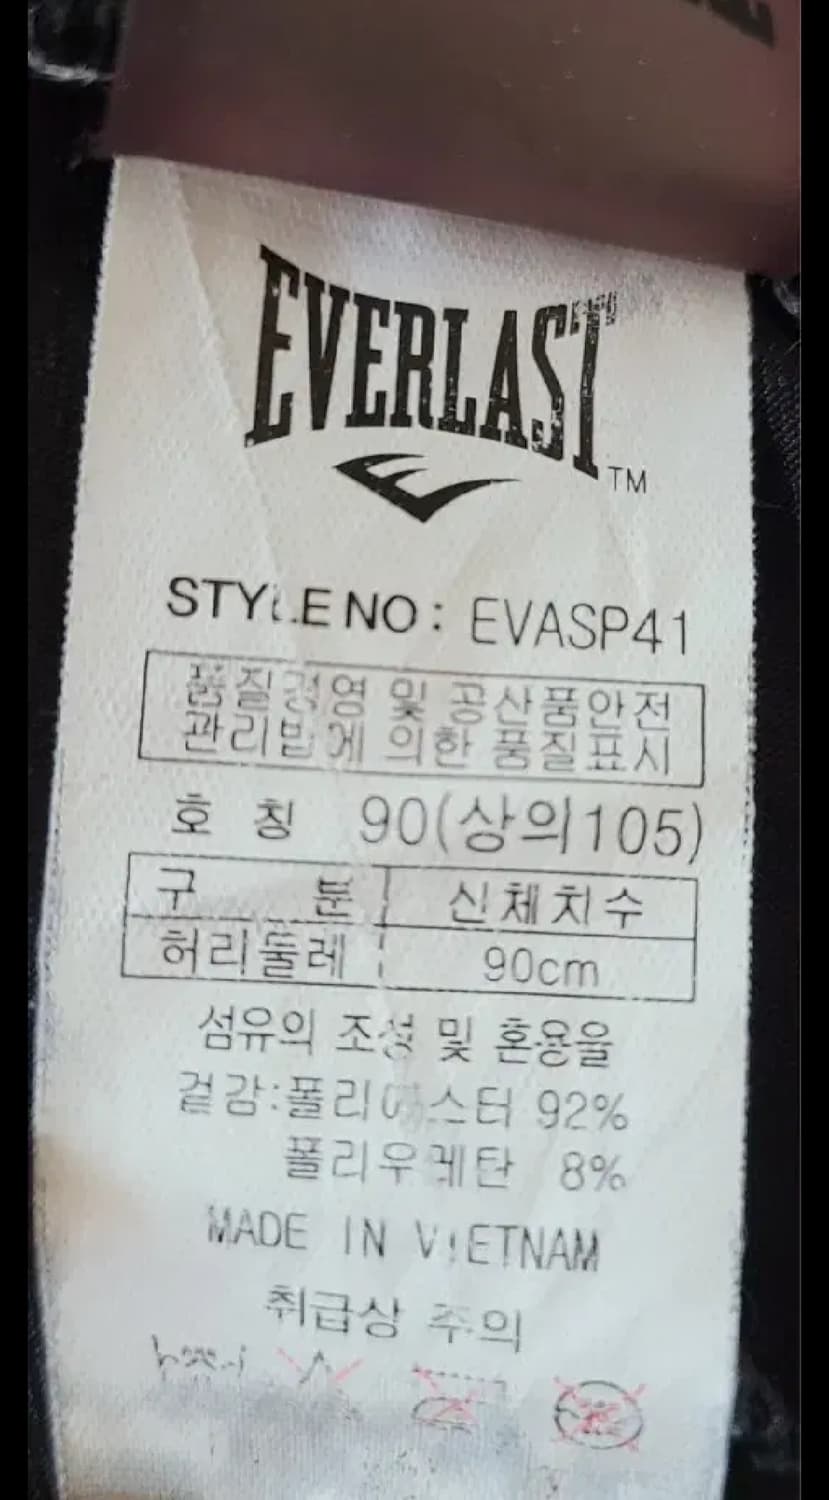 EVERLAST
TM
STYLE NO: EVASP41
품질경영 및 공산품안전
관리법에 의한 품질표시
호 칭 90(상의105)
구 분 신체치수
허리둘레 90cm
섬유의 조성 및 혼용율
겉감:폴리에스터 92%
폴리우레탄 8%
MADE IN VIETNAM
취급상 주의